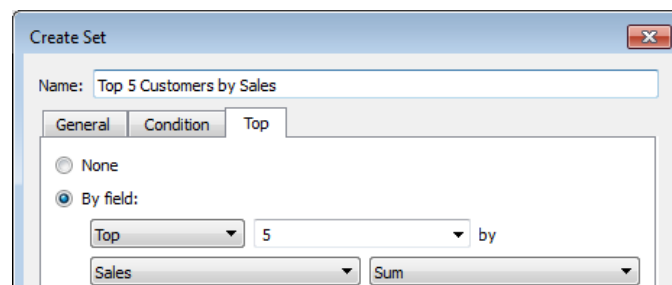 Create Set
Name: Top 5 Customers by Sales
General Condition Top
None
By field:
Top 5 by
Sales Sum